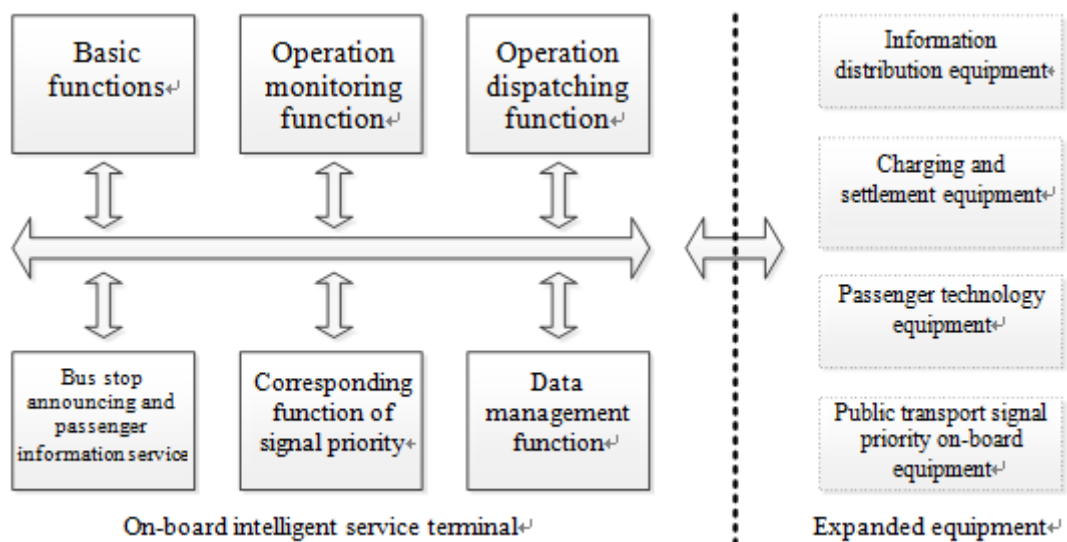 Basic
functions
Operation
monitoring
function
Operation
dispatching
function
Information
distribution equipment
Charging and
settlement equipment
Passenger technology
equipment
Bus stop
announcing and
passenger
information service
Corresponding
function of
signal priority
Data
management
function
Public transport signal
priority on-board
equipment
On-board intelligent service terminal
Expanded equipment